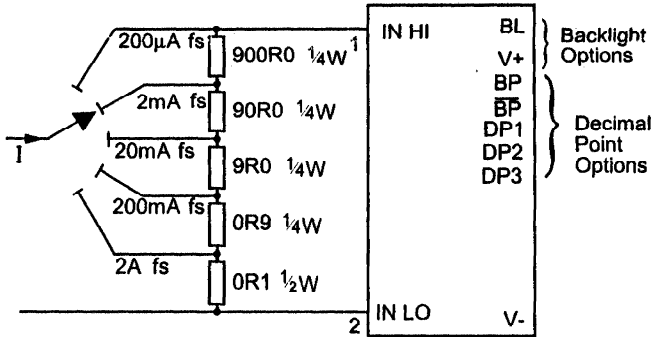 200µA fs
900R0 ¼W
1
IN HI
BL
V+
Backlight
Options
2mA fs
90R0 ¼W
BP
BP
DP1
DP2
DP3
Decimal
Point
Options
I
20mA fs
9R0 ¼W
200mA fs
0R9 ¼W
2A fs
0R1 ½W
2
IN LO
V-